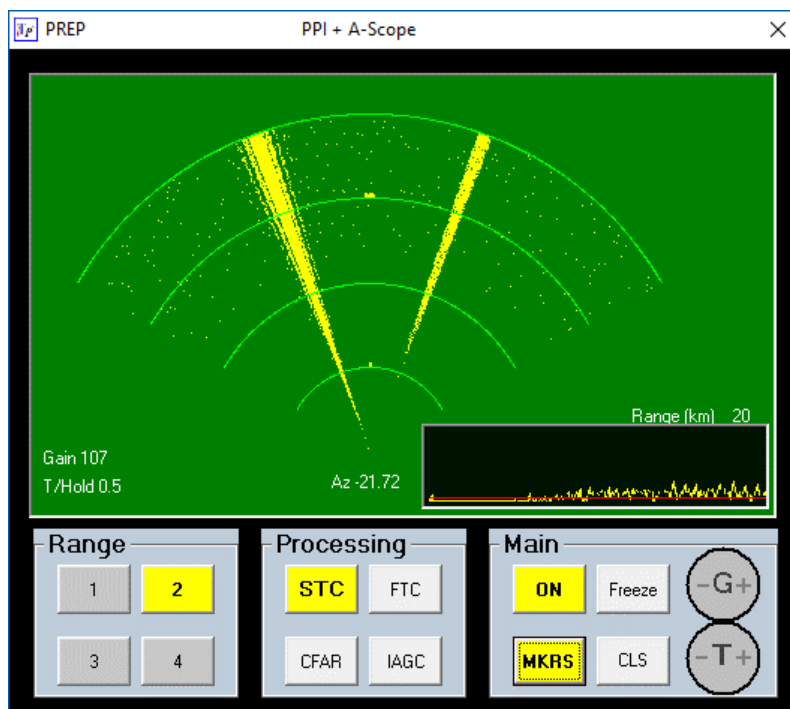 PREP PPI + A-Scope
Range (km) 20
Gain 107
T/Hold 0.5
Az -21.72
Range
1 2
3 4
Processing
STC FTC
CFAR IAGC
Main
ON Freeze
MKRS CLS
-G+
-T+